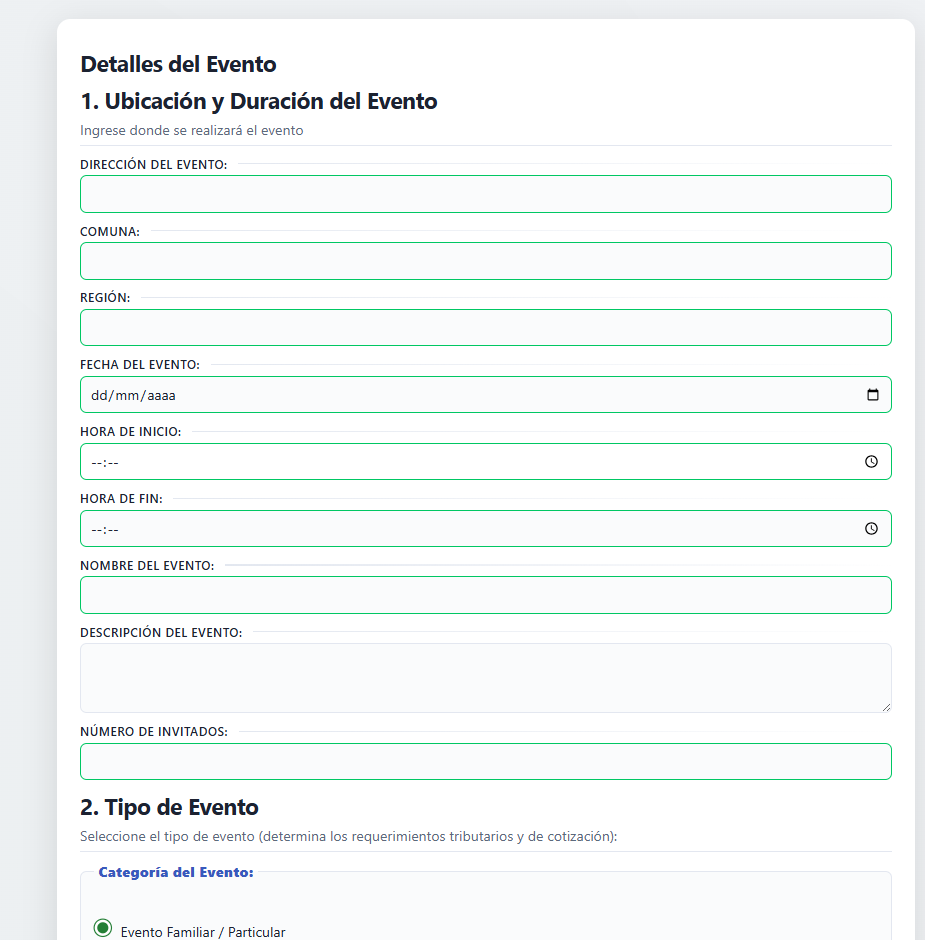 Detalles del Evento
1. Ubicación y Duración del Evento
Ingrese donde se realizará el evento
DIRECCIÓN DEL EVENTO:
COMUNA:
REGIÓN:
FECHA DEL EVENTO:
dd/mm/aaaa
HORA DE INICIO:
--:--
HORA DE FIN:
--:--
NOMBRE DEL EVENTO:
DESCRIPCIÓN DEL EVENTO:
NÚMERO DE INVITADOS:
2. Tipo de Evento
Seleccione el tipo de evento (determina los requerimientos tributarios y de cotización):
Categoría del Evento:
Evento Familiar / Particular